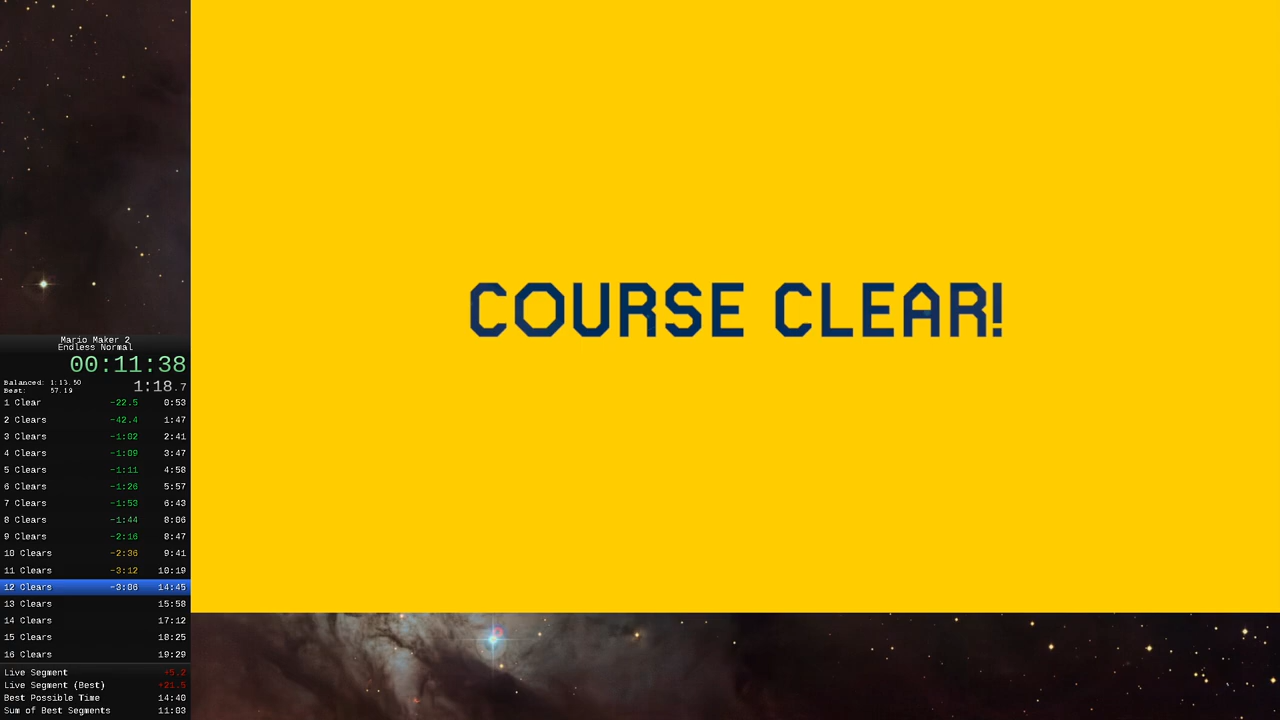 COURSE CLEAR!
Mario Maker 2
Endless Normal
00:11:38
Balanced: 1:13.50
Best: 57.19
1:18.7
1 Clear -22.5 0:53
2 Clears -42.4 1:47
3 Clears -1:02 2:41
4 Clears -1:09 3:47
5 Clears -1:11 4:58
6 Clears -1:26 5:57
7 Clears -1:53 6:43
8 Clears -1:44 8:06
9 Clears -2:16 8:47
10 Clears -2:36 9:41
11 Clears -3:12 10:19
12 Clears -3:06 14:45
13 Clears 15:58
14 Clears 17:12
15 Clears 18:25
16 Clears 19:29
Live Segment +5.2
Live Segment (Best) +21.5
Best Possible Time 14:40
Sum of Best Segments 11:03